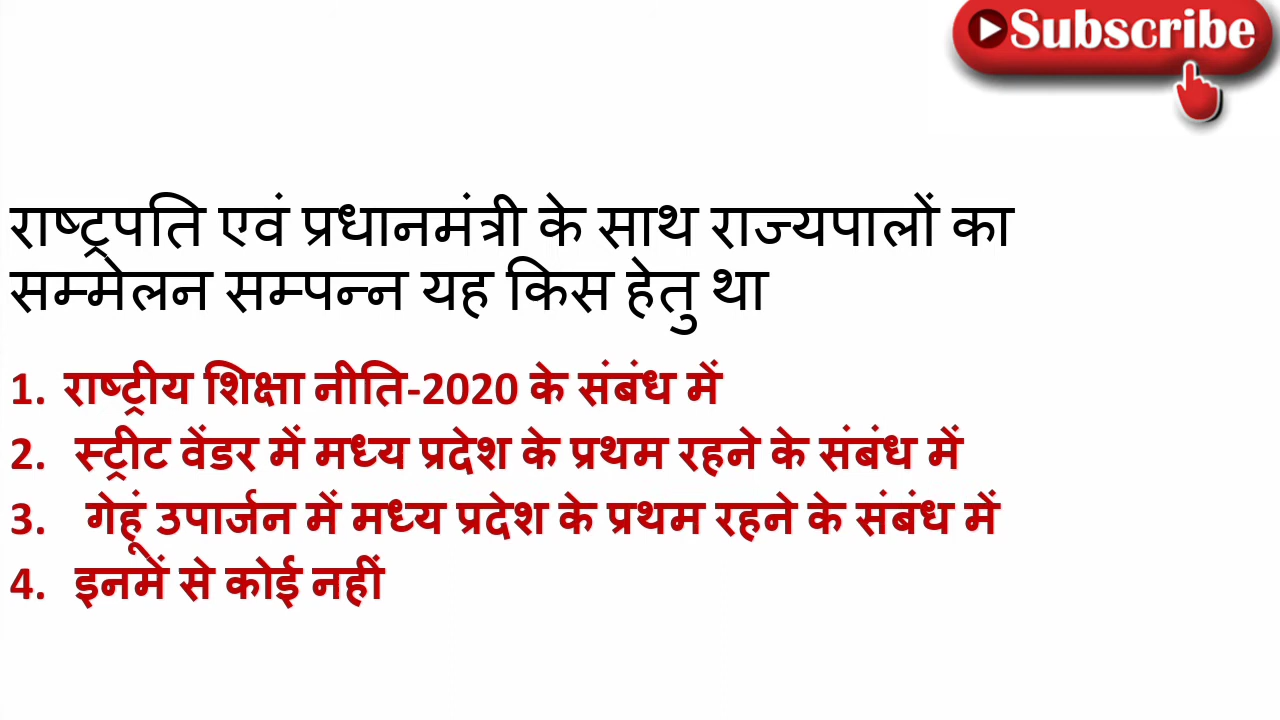 Subscribe
राष्ट्रपति एवं प्रधानमंत्री के साथ राज्यपालों का
सम्मेलन सम्पन्न यह किस हेतु था
1. राष्ट्रीय शिक्षा नीति-2020 के संबंध में
2. स्ट्रीट वेंडर में मध्य प्रदेश के प्रथम रहने के संबंध में
3. गेहूं उपार्जन में मध्य प्रदेश के प्रथम रहने के संबंध में
4. इनमें से कोई नहीं